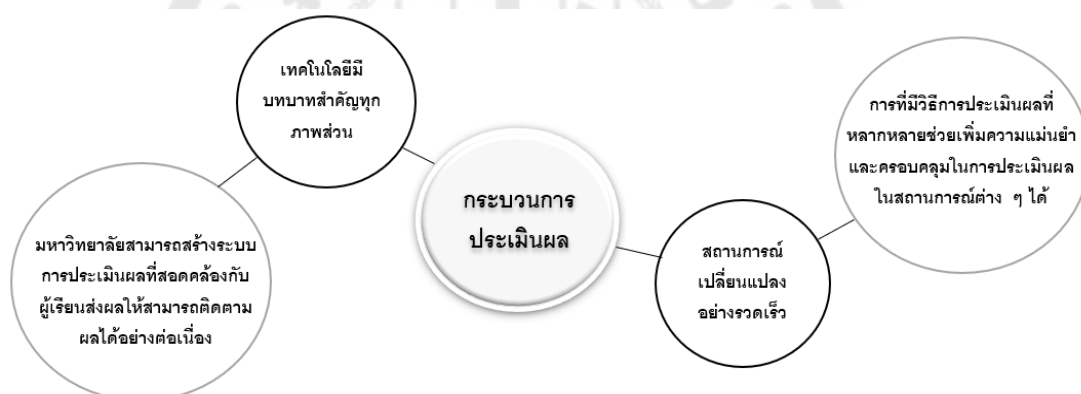 เทคโนโลยีมี
บทบาทสำคัญทุก
ภาพส่วน
มหาวิทยาลัยสามารถสร้างระบบ
การประเมินผลที่สอดคล้องกับ
ผู้เรียนส่งผลให้สามารถติดตาม
ผลได้อย่างต่อเนื่อง
กระบวนการ
ประเมินผล
สถานการณ์
เปลี่ยนแปลง
อย่างรวดเร็ว
การที่มีวิธีการประเมินผลที่
หลากหลายช่วยเพิ่มความแม่นยำ
และครอบคลุมในการประเมินผล
ในสถานการณ์ต่าง ๆ ได้